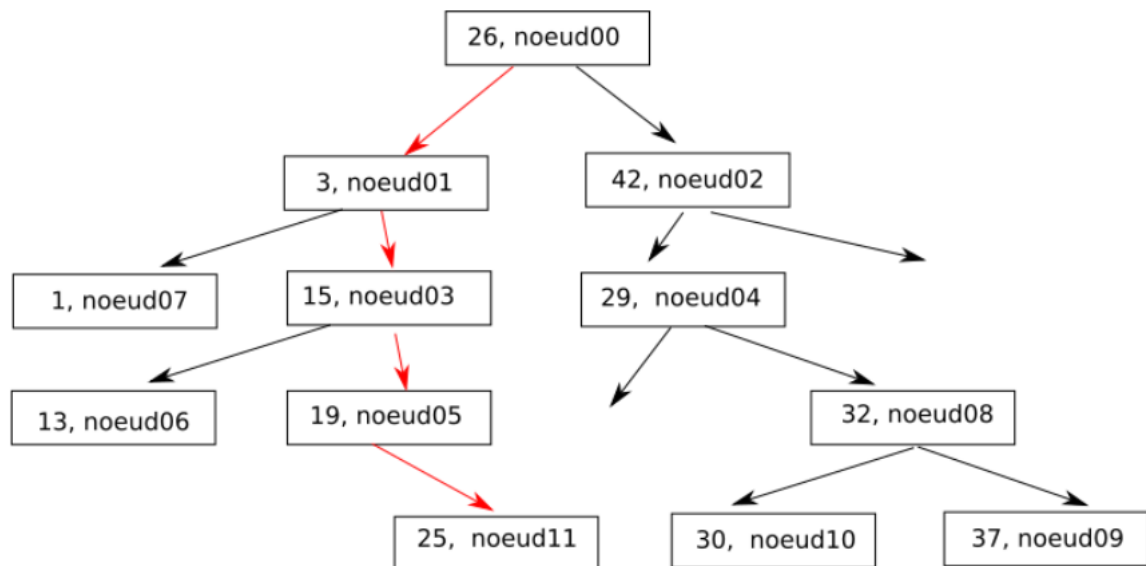 26, noeud00
3, noeud01
42, noeud02
1, noeud07
15, noeud03
29, noeud04
13, noeud06
19, noeud05
32, noeud08
25, noeud11
30, noeud10
37, noeud09